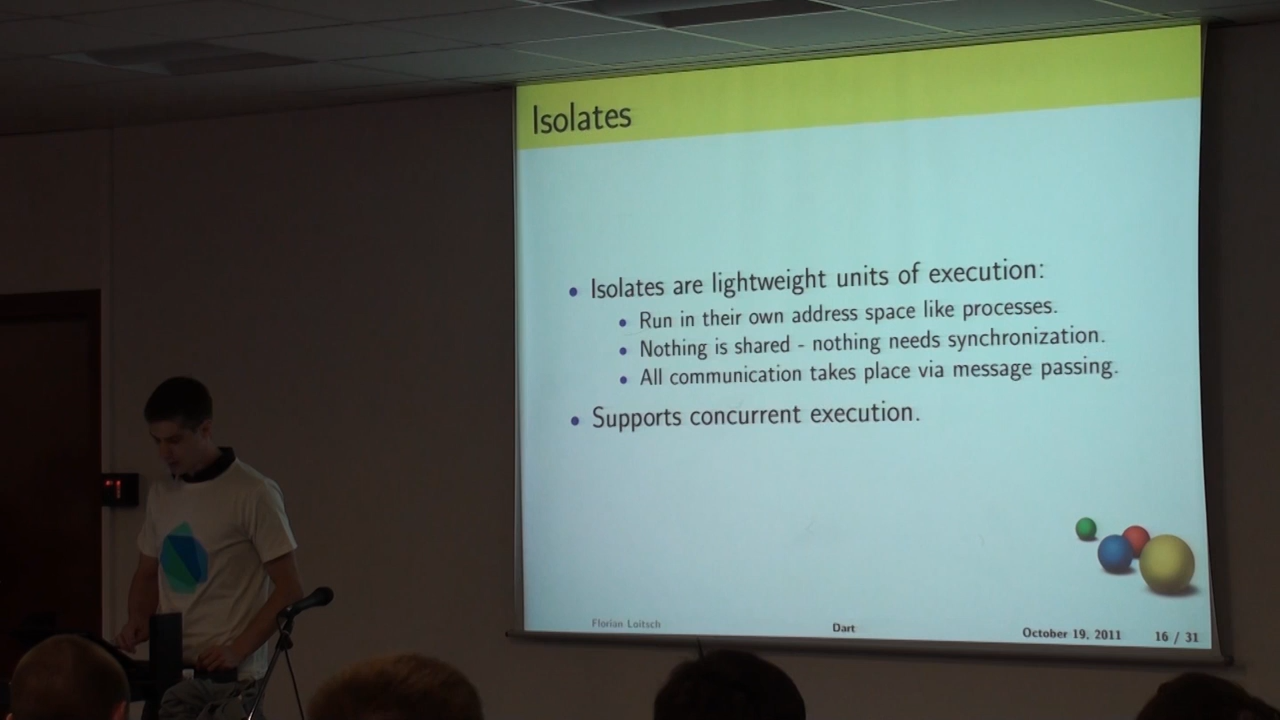 Isolates
• Isolates are lightweight units of execution:
• Run in their own address space like processes.
• Nothing is shared - nothing needs synchronization.
• All communication takes place via message passing.
• Supports concurrent execution.
Florian Loitsch Dart October 19, 2011 16 / 31